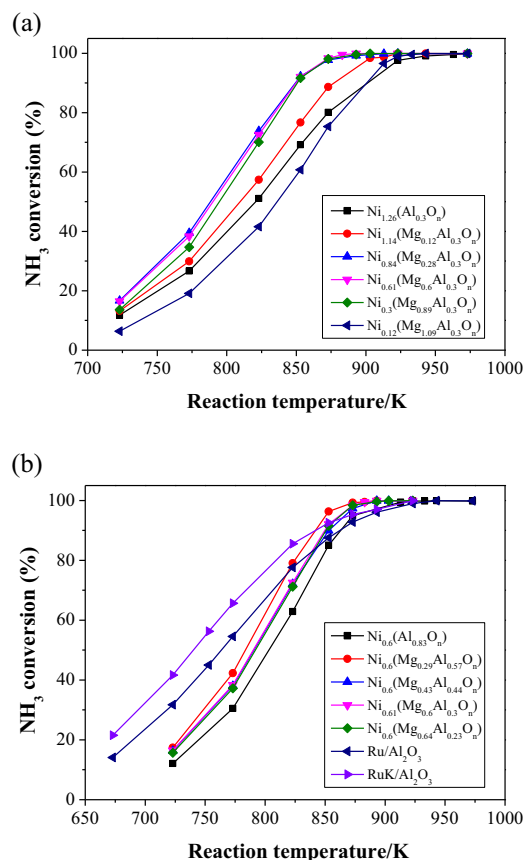 (a)
100
80
60
40
20
0
NH3 conversion (%)
Ni1.26(Al0.3On)
Ni1.14(Mg0.12Al0.3On)
Ni0.84(Mg0.28Al0.3On)
Ni0.61(Mg0.6Al0.3On)
Ni0.3(Mg0.89Al0.3On)
Ni0.12(Mg1.09Al0.3On)
700 750 800 850 900 950 1000
Reaction temperature/K
(b)
100
80
60
40
20
0
NH3 conversion (%)
Ni0.6(Al0.83On)
Ni0.6(Mg0.29Al0.57On)
Ni0.6(Mg0.43Al0.44On)
Ni0.61(Mg0.6Al0.3On)
Ni0.6(Mg0.64Al0.23On)
Ru/Al2O3
RuK/Al2O3
650 700 750 800 850 900 950 1000
Reaction temperature/K